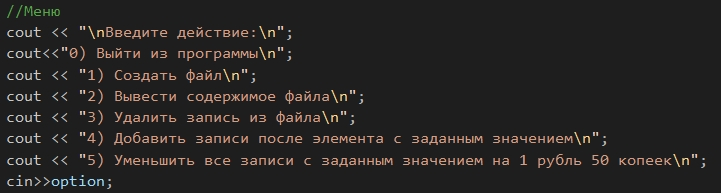 //Меню
cout << "\nВведите действие:\n";
cout<<"0) Выйти из программы\n";
cout << "1) Создать файл\n";
cout << "2) Вывести содержимое файла\n";
cout << "3) Удалить запись из файла\n";
cout << "4) Добавить записи после элемента с заданным значением\n";
cout << "5) Уменьшить все записи с заданным значением на 1 рубль 50 копеек\n";
cin>>option;